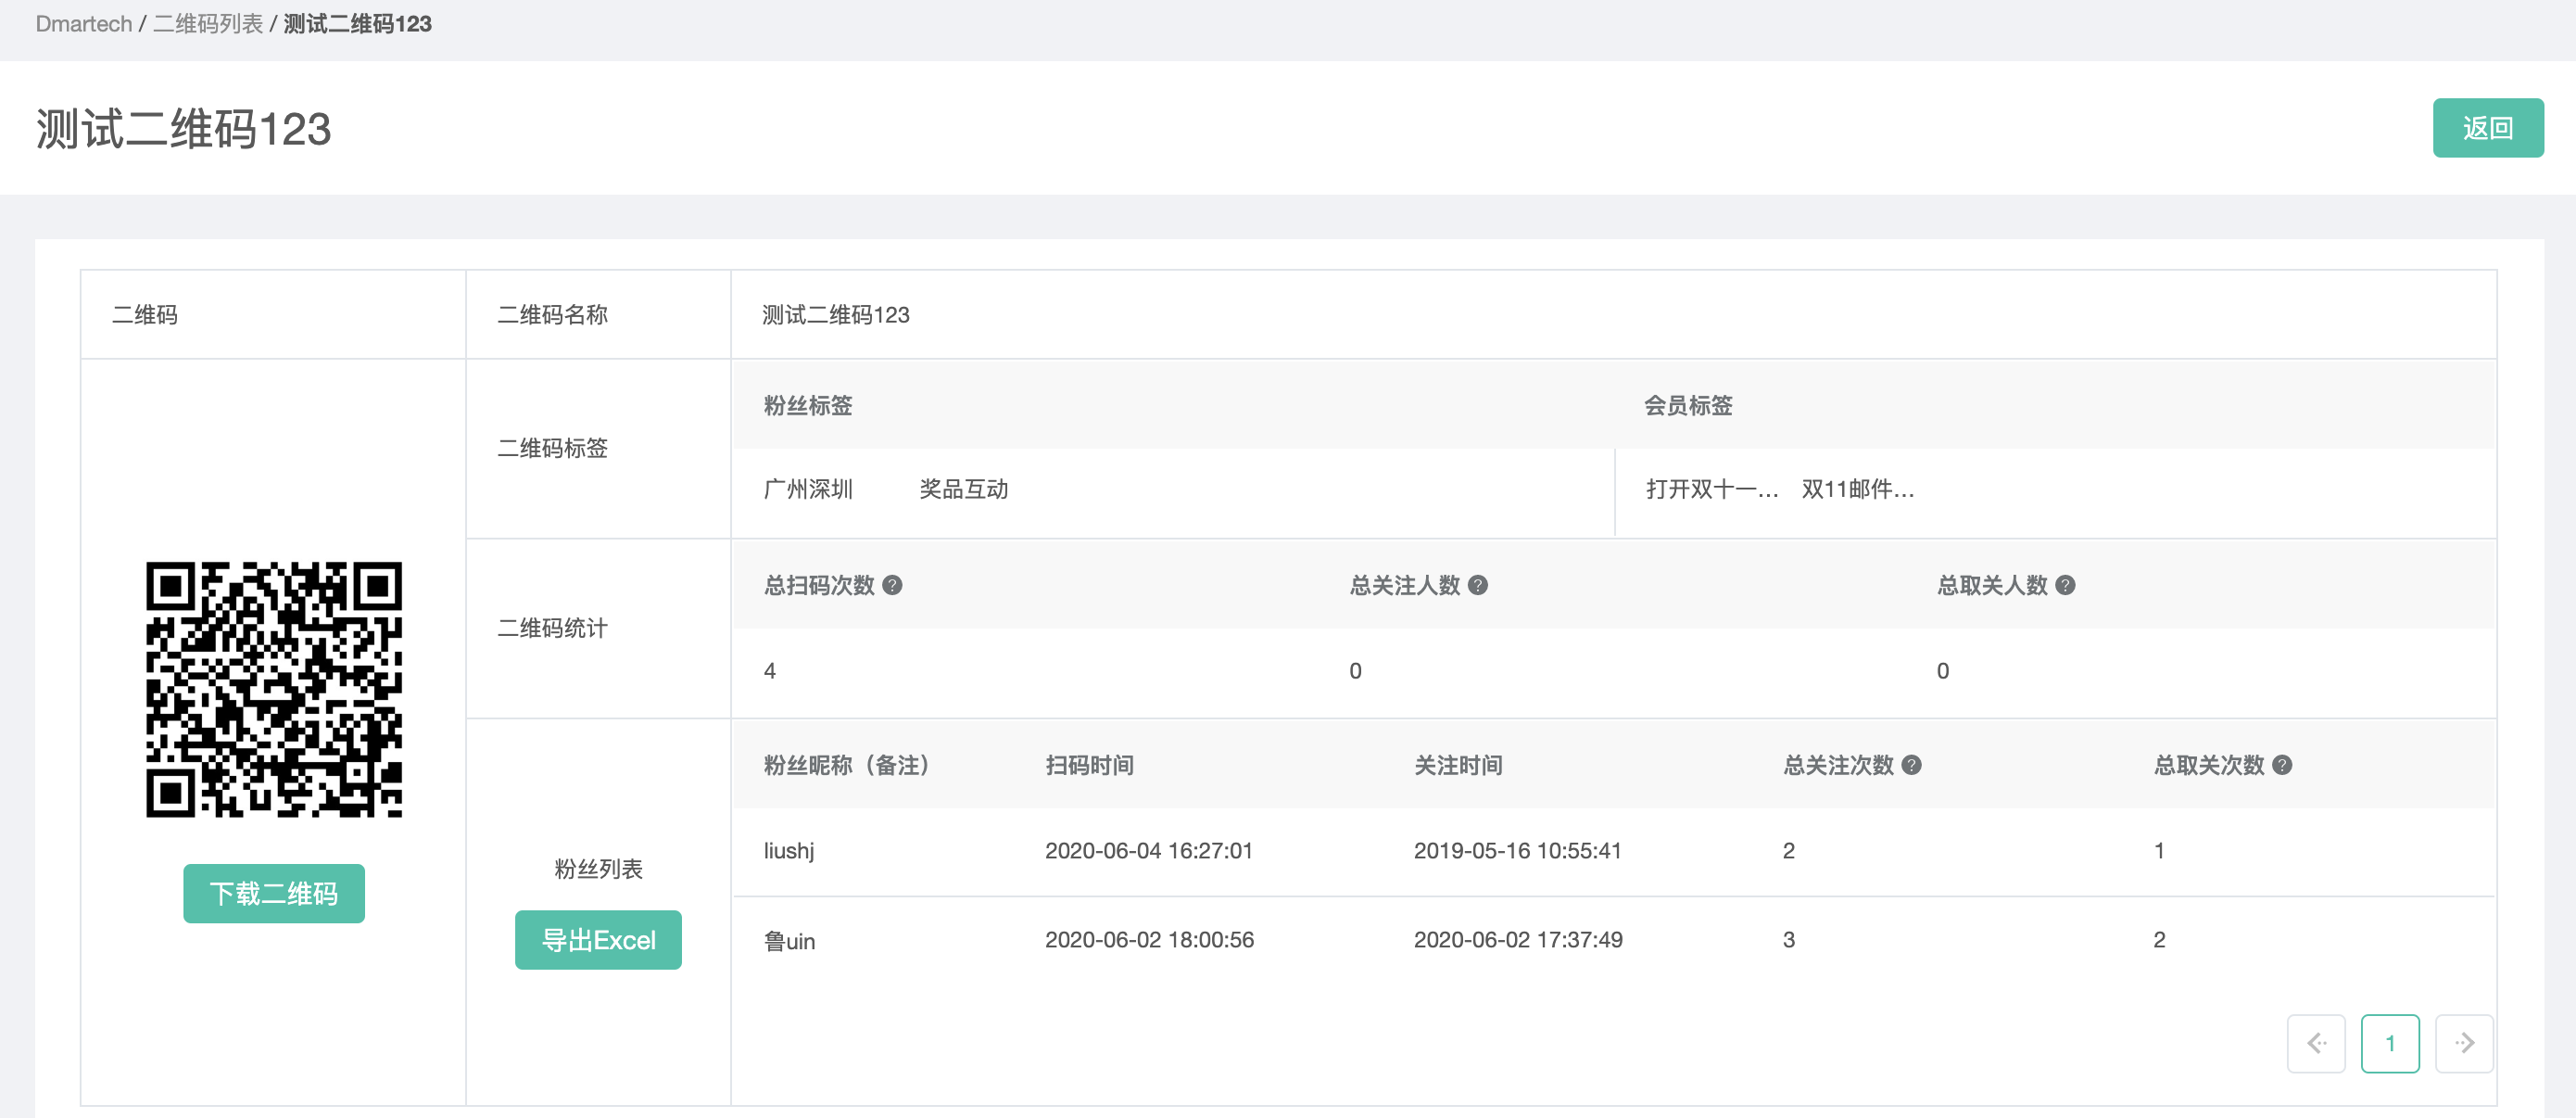 Dmartech / 二维码列表 / 测试二维码123
测试二维码123
返回
二维码 二维码名称 测试二维码123
二维码标签
粉丝标签 会员标签
广州深圳 奖品互动 打开双十一... 双11邮件...
二维码统计
总扫码次数 ? 总关注人数 ? 总取关人数 ?
4 0 0
下载二维码
粉丝列表
导出Excel
粉丝昵称（备注） 扫码时间 关注时间 总关注次数 ? 总取关次数 ?
liushj 2020-06-04 16:27:01 2019-05-16 10:55:41 2 1
鲁uin 2020-06-02 18:00:56 2020-06-02 17:37:49 3 2
1